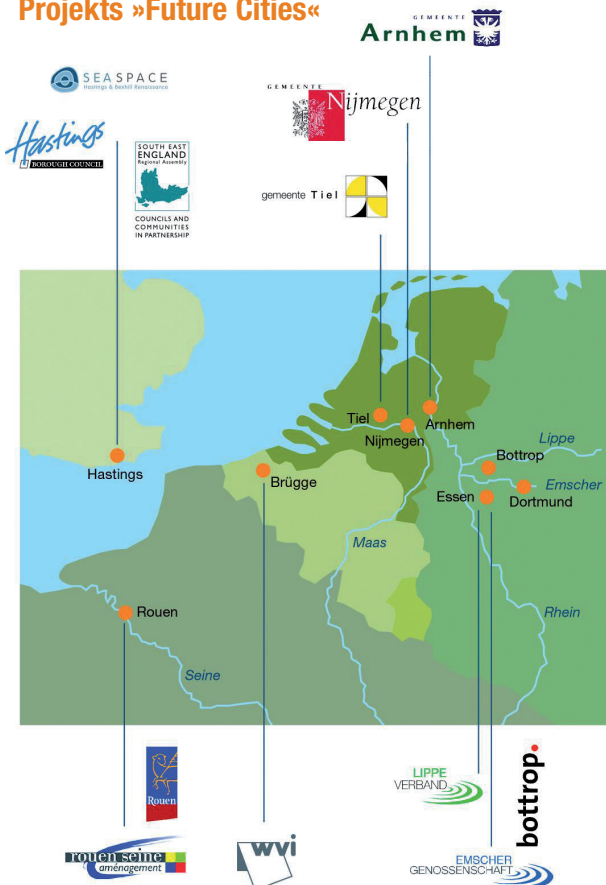 Projekts »Future Cities«
GEMEENTE
Arnhem
SEASPACE
Hastings & Bexhill Renaissance
GEMEENTE
Nijmegen
Hastings
BOROUGH COUNCIL
SOUTH EAST
ENGLAND
Regional Assembly
COUNCILS AND
COMMUNITIES
IN PARTNERSHIP
gemeente Tiel
Tiel
Arnhem
Nijmegen
Lippe
Bottrop
Hastings
Brügge
Emscher
Essen
Dortmund
Maas
Rouen
Rhein
Seine
Rouen
LIPPE
VERBAND
bottrop.
rouen seine
aménagement
wvi
EMSCHER
GENOSSENSCHAFT